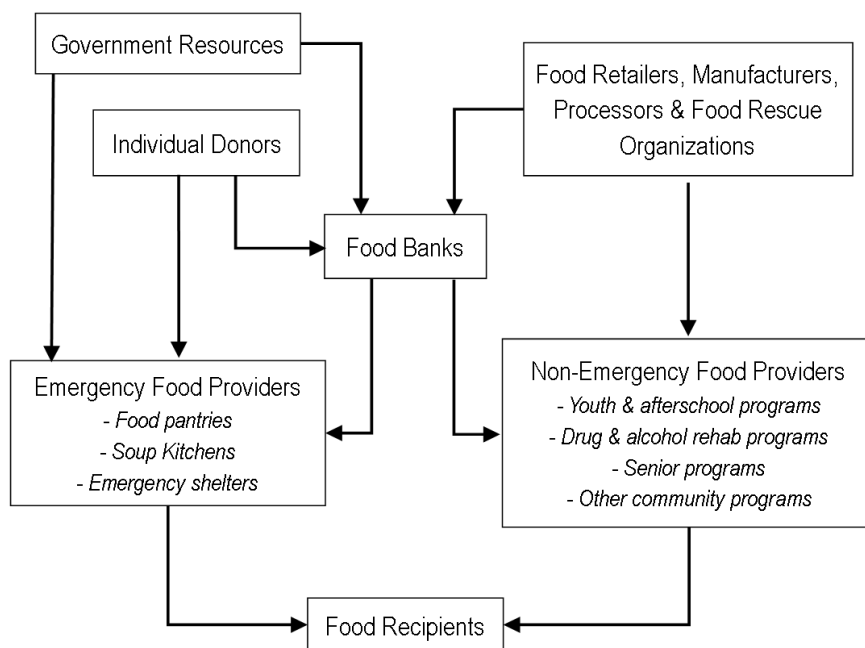 Government Resources
Food Retailers, Manufacturers,
Processors & Food Rescue
Organizations
Individual Donors
Food Banks
Emergency Food Providers
- Food pantries
- Soup Kitchens
- Emergency shelters
Non-Emergency Food Providers
- Youth & afterschool programs
- Drug & alcohol rehab programs
- Senior programs
- Other community programs
Food Recipients